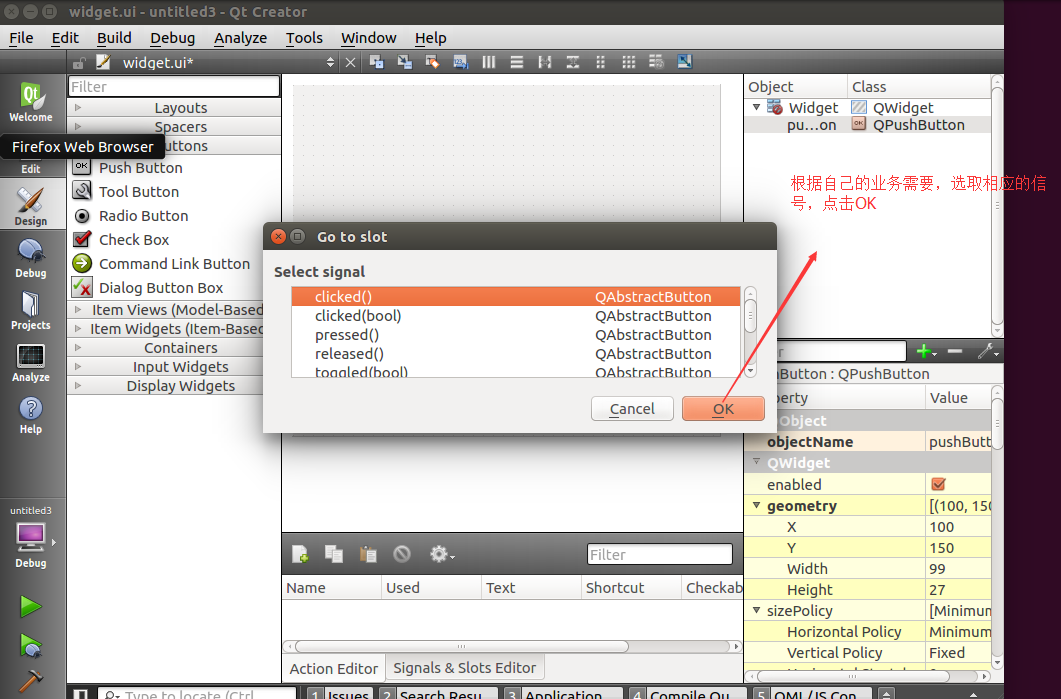 widget.ui - untitled3 - Qt Creator
File Edit Build Debug Analyze Tools Window Help
widget.ui*
Welcome
Edit
Design
Debug
Projects
Analyze
Help
untitled3
Debug
Filter
Layouts
Spacers
Firefox Web Browser
Push Button
Tool Button
Radio Button
Check Box
Command Link Button
Dialog Button Box
Item Views (Model-Based
Item Widgets (Item-Based
Containers
Input Widgets
Display Widgets
Object Class
Widget QWidget
pu...on QPushButton
根据自己的业务需要，选取相应的信
号，点击OK
Go to slot
Select signal
clicked() QAbstractButton
clicked(bool) QAbstractButton
pressed() QAbstractButton
released() QAbstractButton
toggled(bool) QAbstractButton
Cancel OK
Button : QPushButton
Value
Object
objectName pushButt
QWidget
enabled
geometry [(100, 150
X 100
Y 150
Width 99
Height 27
sizePolicy [Minimum
Horizontal Policy Minimum
Vertical Policy Fixed
Filter
Name Used Text Shortcut Checkab
Action Editor Signals & Slots Editor
Type to locate (Ctrl
1 Issues 2 Search Resu 3 Application 4 Compile Ou 5 QML/JS Con